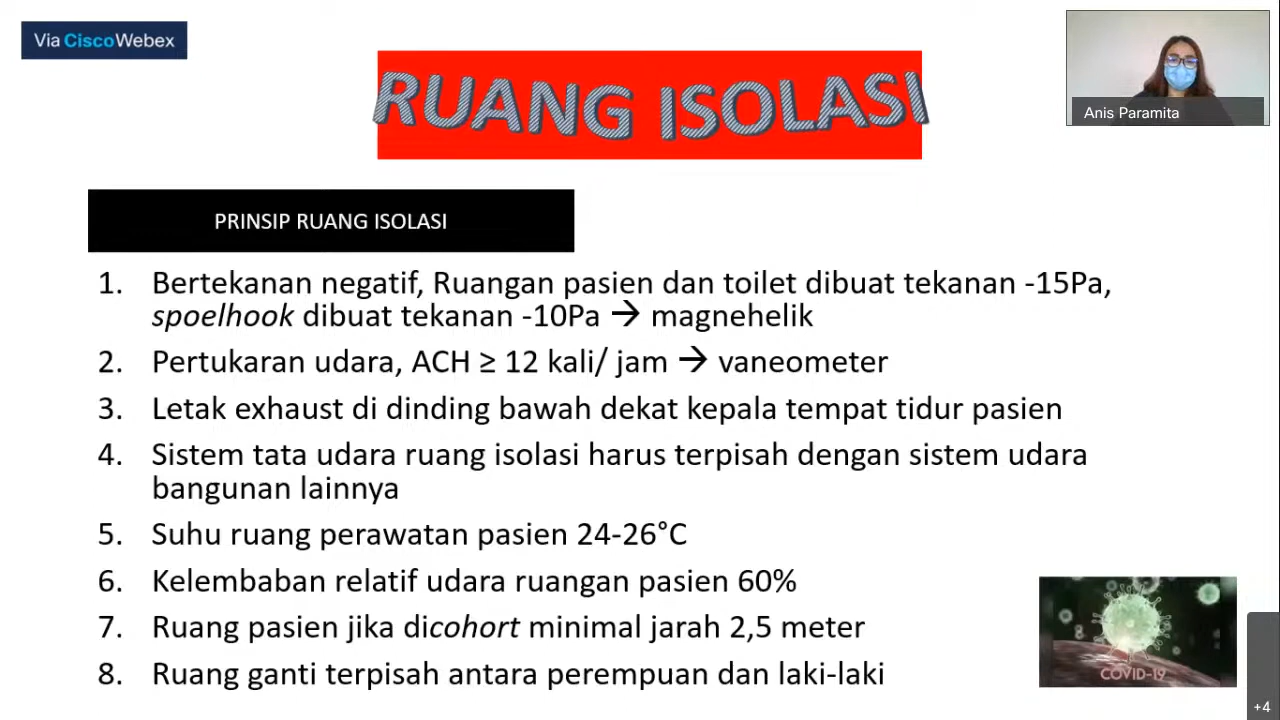 Via Cisco Webex
RUANG ISOLASI
Anis Paramita
PRINSIP RUANG ISOLASI
1. Bertekanan negatif, Ruangan pasien dan toilet dibuat tekanan -15Pa,
spoelhook dibuat tekanan -10Pa → magnehelik
2. Pertukaran udara, ACH ≥ 12 kali/ jam → vaneometer
3. Letak exhaust di dinding bawah dekat kepala tempat tidur pasien
4. Sistem tata udara ruang isolasi harus terpisah dengan sistem udara
bangunan lainnya
5. Suhu ruang perawatan pasien 24-26°C
6. Kelembaban relatif udara ruangan pasien 60%
7. Ruang pasien jika dicohort minimal jarah 2,5 meter
8. Ruang ganti terpisah antara perempuan dan laki-laki
COVID-19
+4